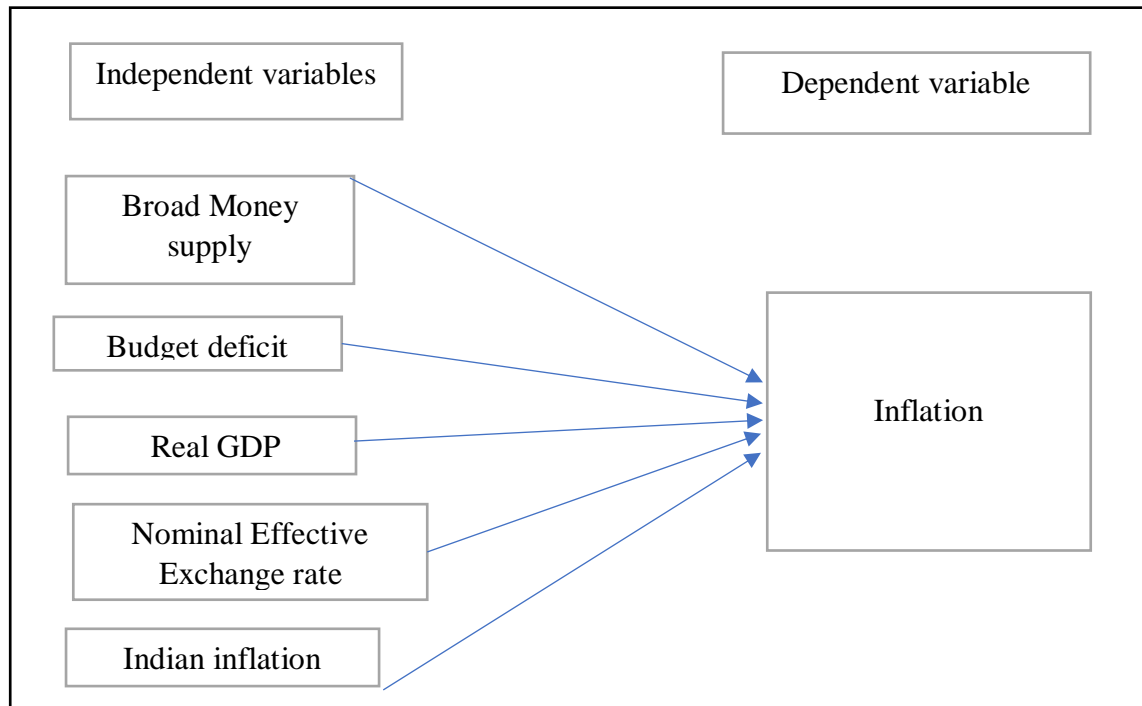 Independent variables
Dependent variable
Broad Money
supply
Budget deficit
Real GDP
Inflation
Nominal Effective
Exchange rate
Indian inflation